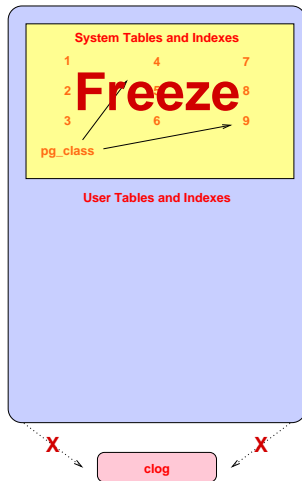 System Tables and Indexes
1 4 7
2 5 8
Freeze
3 6 9
pg_class
User Tables and Indexes
X X
clog